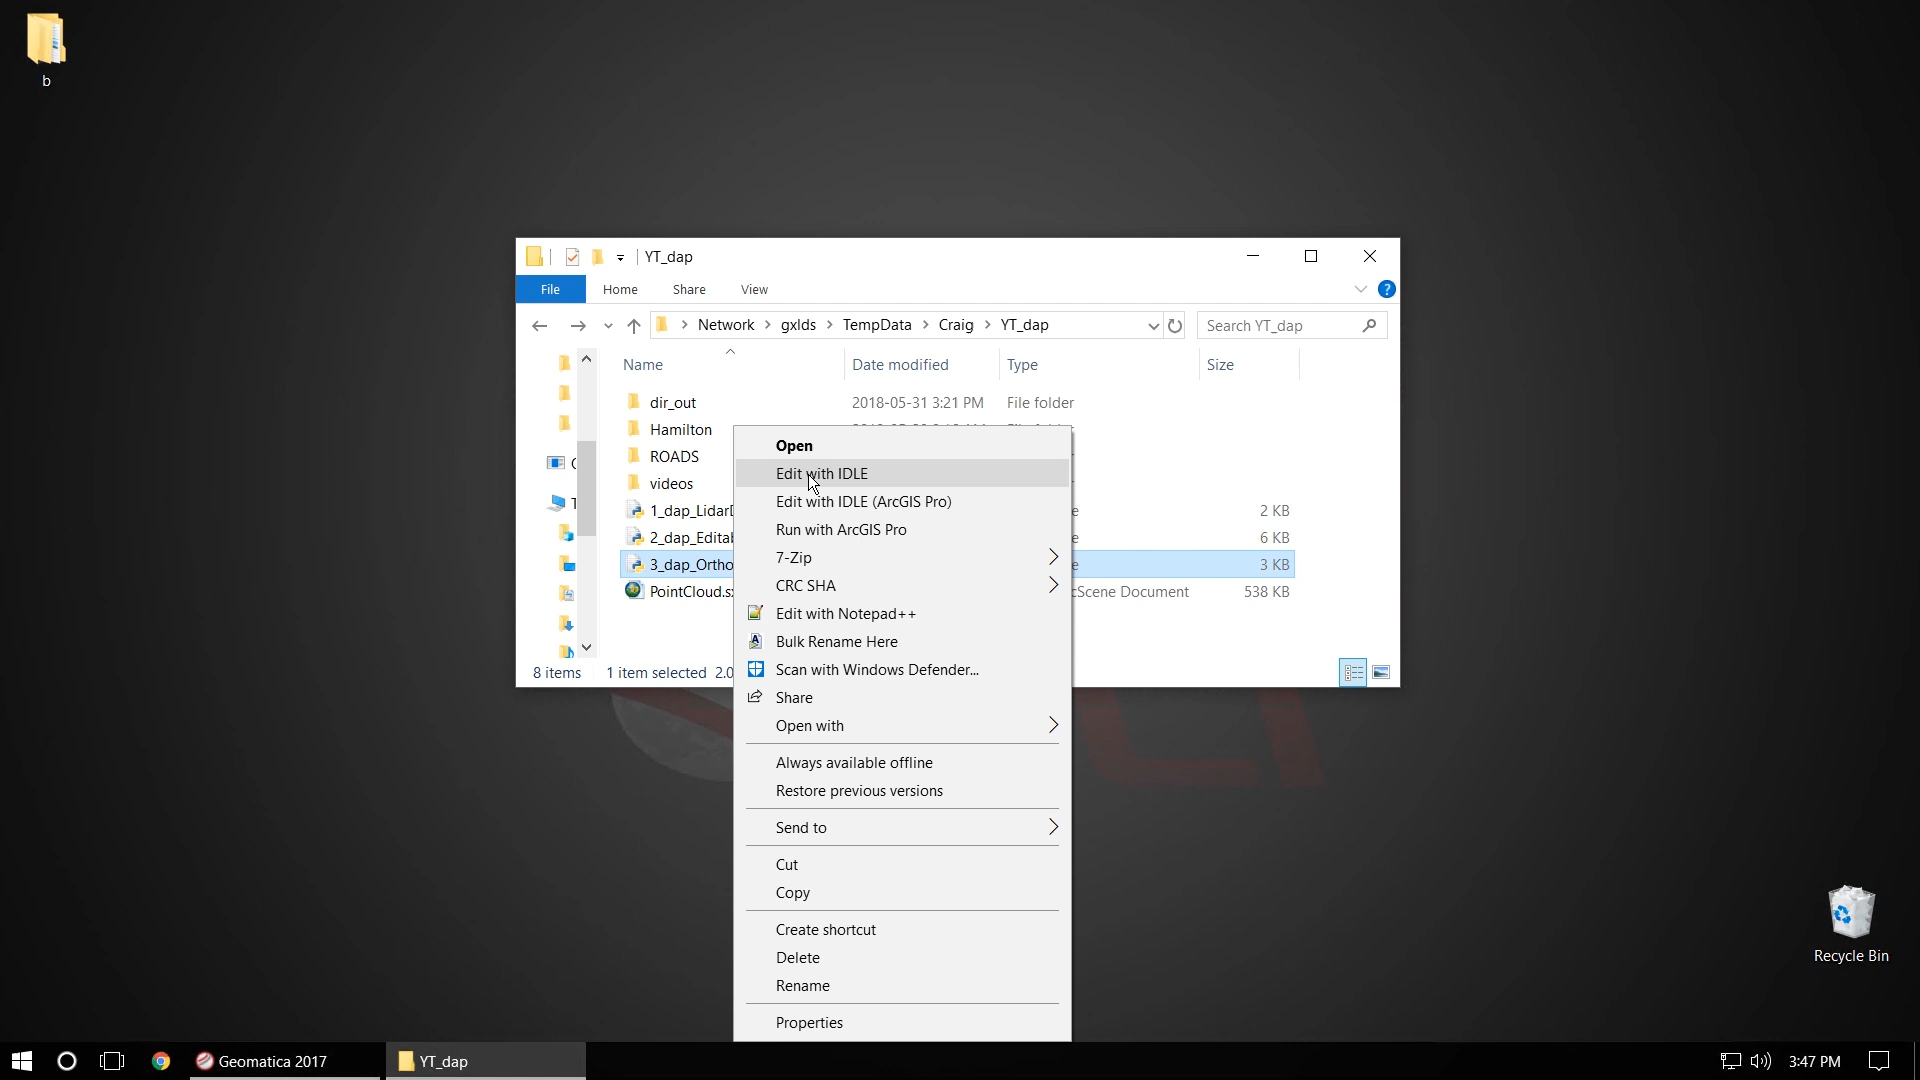 b
YT_dap
File Home Share View
Network gxlds TempData Craig YT_dap Search YT_dap
Name Date modified Type Size
dir_out 2018-05-31 3:21 PM File folder
Hamilton
ROADS
videos
1_dap_Lidar 2 KB
2_dap_Edita 6 KB
3_dap_Ortho 3 KB
PointCloud.s Scene Document 538 KB
8 items 1 item selected 2.0
Open
Edit with IDLE
Edit with IDLE (ArcGIS Pro)
Run with ArcGIS Pro
7-Zip
CRC SHA
Edit with Notepad++
Bulk Rename Here
Scan with Windows Defender...
Share
Open with
Always available offline
Restore previous versions
Send to
Cut
Copy
Create shortcut
Delete
Rename
Properties
Recycle Bin
Geomatica 2017 YT_dap 3:47 PM